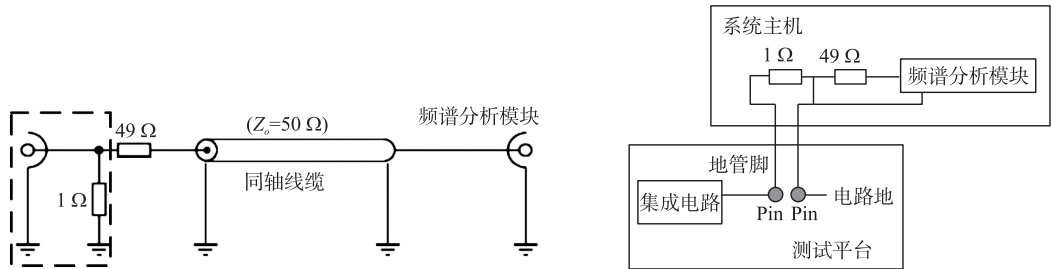 49 Ω
(Zo=50 Ω)
频谱分析模块
1 Ω
同轴线缆
系统主机
1 Ω
49 Ω
频谱分析模块
地管脚
集成电路
Pin
Pin
电路地
测试平台